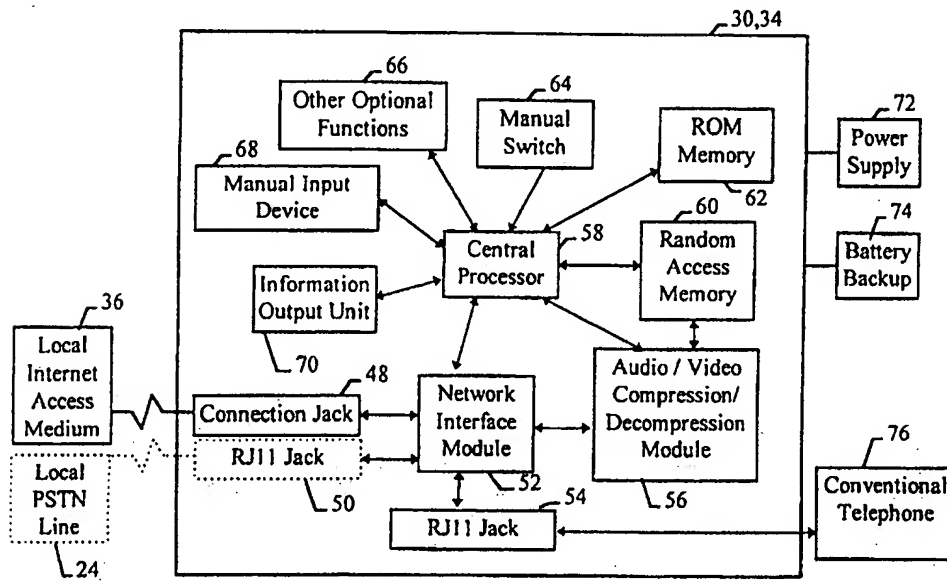 30,34
66
Other Optional
Functions
64
Manual
Switch
ROM
Memory
62
72
Power
Supply
68
Manual Input
Device
60
Random
Access
Memory
58
Central
Processor
74
Battery
Backup
Information
Output Unit
70
36
Local
Internet
Access
Medium
48
Connection Jack
RJ11 Jack
50
Network
Interface
Module
52
Audio / Video
Compression/
Decompression
Module
56
54
RJ11 Jack
76
Conventional
Telephone
Local
PSTN
Line
24